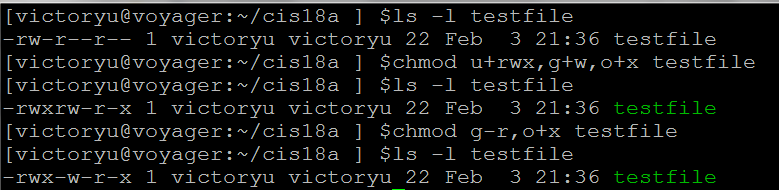 [victoryu@voyager:~/cis18a ] $ls -l testfile
-rw-r--r-- 1 victoryu victoryu 22 Feb  3 21:36 testfile
[victoryu@voyager:~/cis18a ] $chmod u+rwx,g+w,o+x testfile
[victoryu@voyager:~/cis18a ] $ls -l testfile
-rwxrw-r-x 1 victoryu victoryu 22 Feb  3 21:36 testfile
[victoryu@voyager:~/cis18a ] $chmod g-r,o+x testfile
[victoryu@voyager:~/cis18a ] $ls -l testfile
-rwx-w-r-x 1 victoryu victoryu 22 Feb  3 21:36 testfile